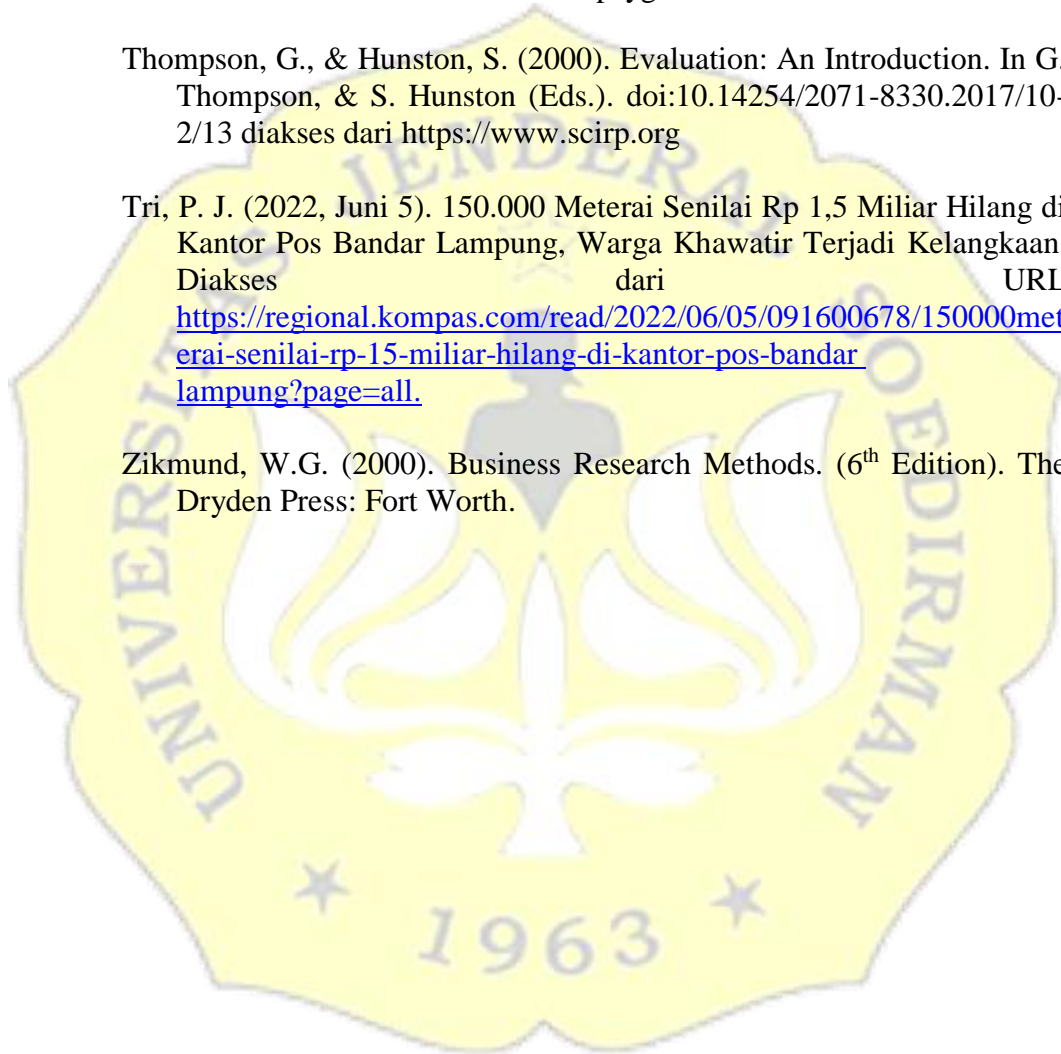 Thompson, G., & Hunston, S. (2000). Evaluation: An Introduction. In G.
Thompson, & S. Hunston (Eds.). doi:10.14254/2071-8330.2017/10-
2/13 diakses dari https://www.scirp.org
Tri, P. J. (2022, Juni 5). 150.000 Meterai Senilai Rp 1,5 Miliar Hilang di
Kantor Pos Bandar Lampung, Warga Khawatir Terjadi Kelangkaan
Diakses dari URL
https://regional.kompas.com/read/2022/06/05/091600678/150000met
erai-senilai-rp-15-miliar-hilang-di-kantor-pos-bandar
lampung?page=all.
Zikmund, W.G. (2000). Business Research Methods. (6th Edition). The
Dryden Press: Fort Worth.
UNIVERSITAS JENDERAL SOEDIRMAN
1963